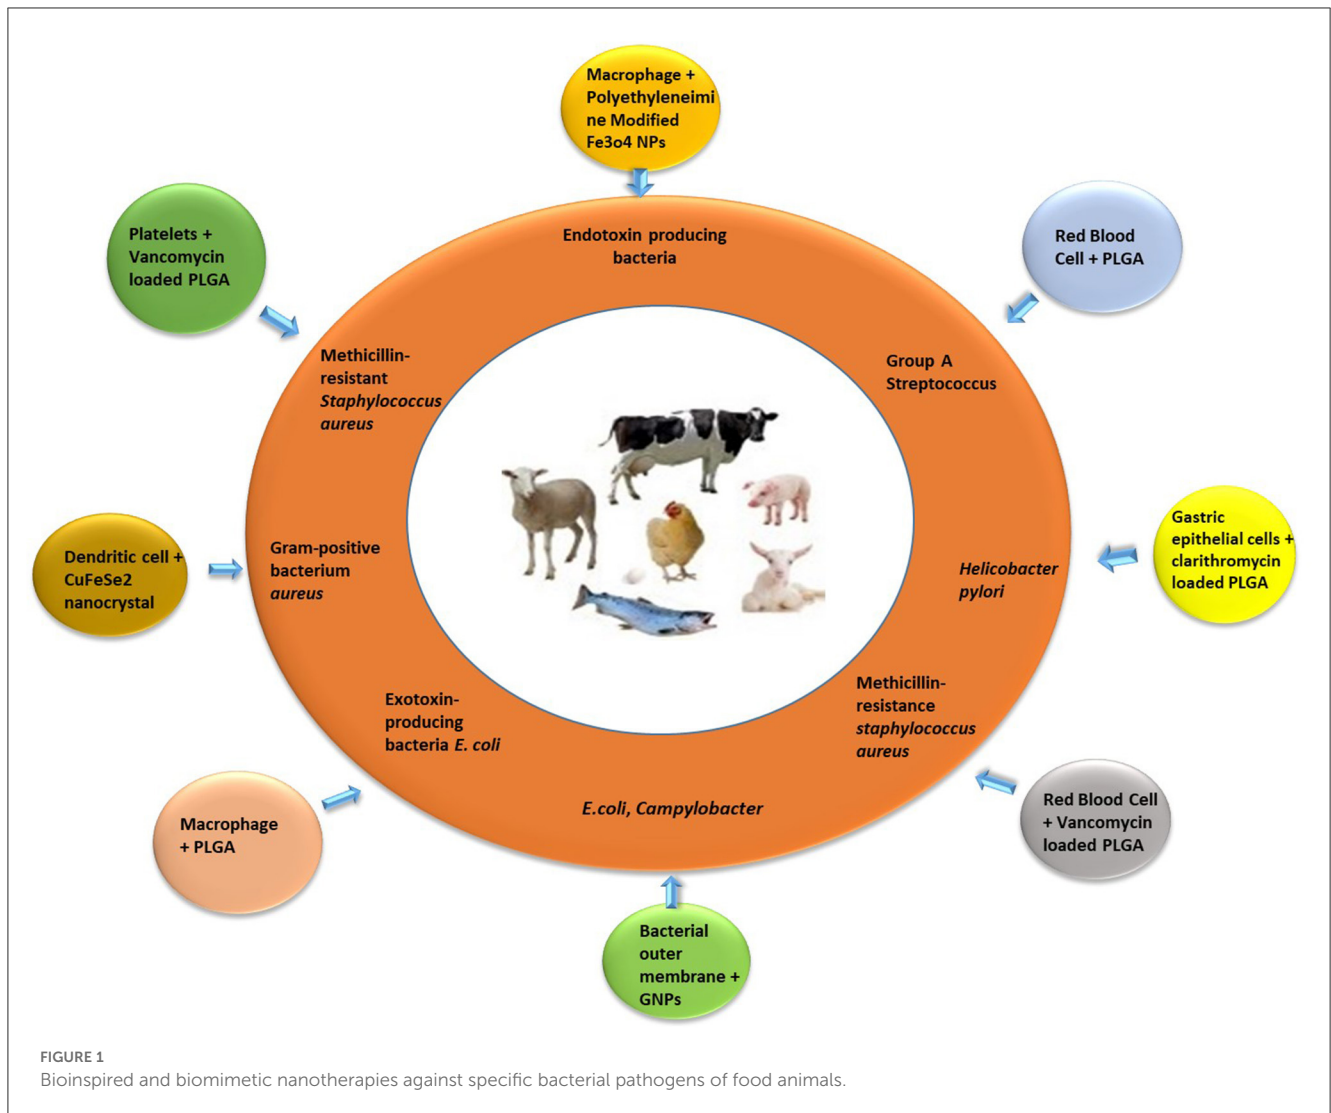 Macrophage +
Polyethyleneimi
ne Modified
Fe3o4 NPs
Platelets +
Vancomycin
loaded PLGA
Red Blood
Cell + PLGA
Endotoxin producing
bacteria
Methicillin-
resistant
Staphylococcus
aureus
Group A
Streptococcus
Dendritic cell +
CuFeSe2
nanocrystal
Gram-positive
bacterium
aureus
Helicobacter
pylori
Gastric
epithelial cells +
clarithromycin
loaded PLGA
Exotoxin-
producing
bacteria E. coli
Methicillin-
resistance
staphylococcus
aureus
E.coli, Campylobacter
Macrophage
+ PLGA
Red Blood Cell
+ Vancomycin
loaded PLGA
Bacterial
outer
membrane +
GNPs
FIGURE 1
Bioinspired and biomimetic nanotherapies against specific bacterial pathogens of food animals.